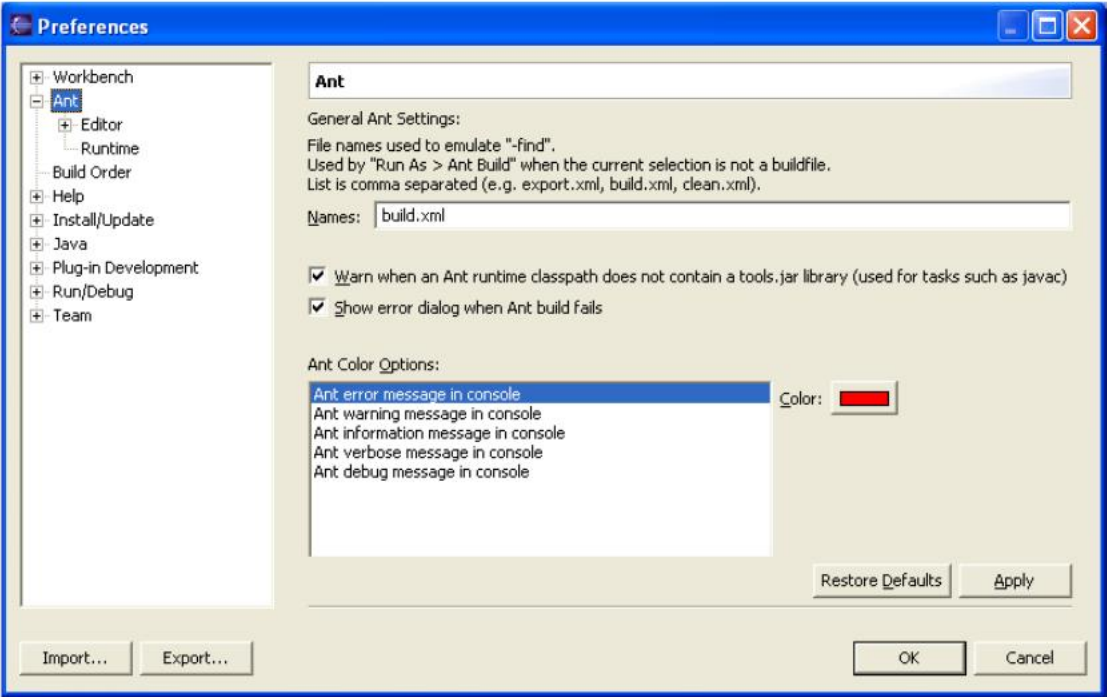 Preferences
Workbench
Ant
Editor
Runtime
Build Order
Help
Install/Update
Java
Plug-in Development
Run/Debug
Team
Ant
General Ant Settings:
File names used to emulate "-find".
Used by "Run As > Ant Build" when the current selection is not a buildfile.
List is comma separated (e.g. export.xml, build.xml, clean.xml).
Names: build.xml
Warn when an Ant runtime classpath does not contain a tools.jar library (used for tasks such as javac)
Show error dialog when Ant build fails
Ant Color Options:
Ant error message in console
Ant warning message in console
Ant information message in console
Ant verbose message in console
Ant debug message in console
Color:
Restore Defaults Apply
Import... Export... OK Cancel